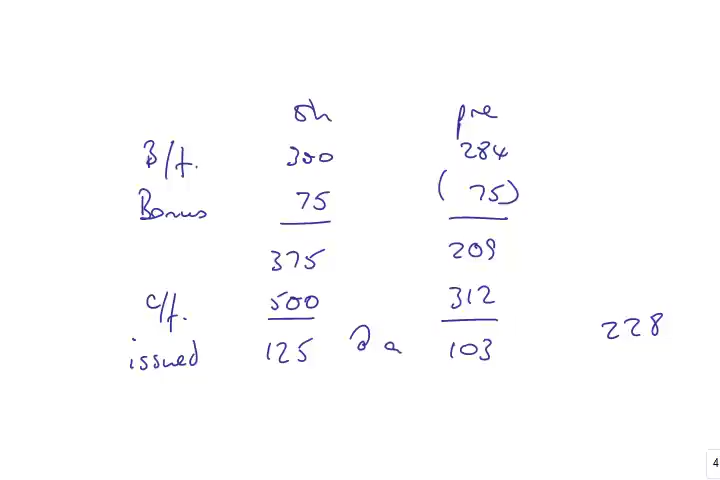 sh pre
B/f. 300 284
Bonus 75 (75)
375 209
c/f. 500 312
issued 125 @ a 103 228
4